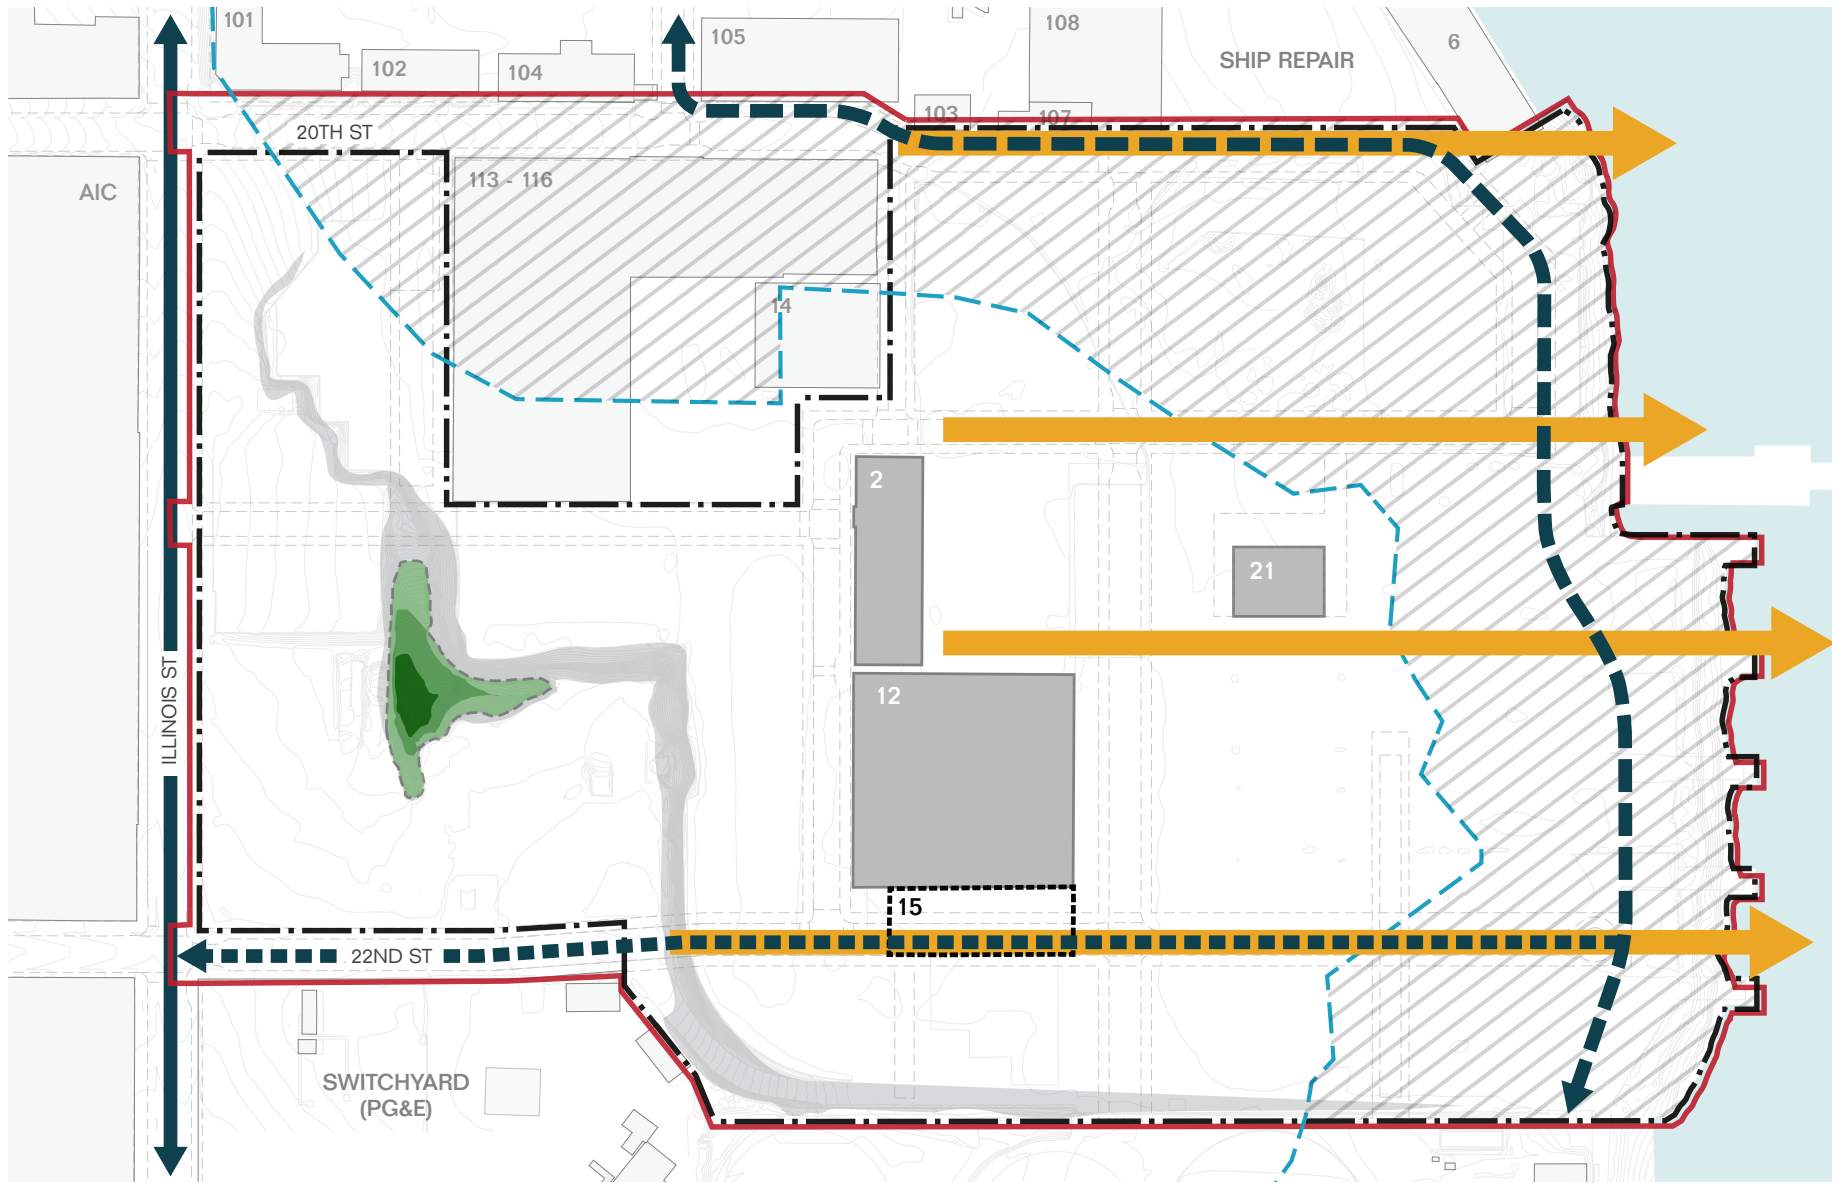 101
102
104
105
108
6
SHIP REPAIR
103
107
20TH ST
AIC
113 - 116
14
2
21
ILLINOIS ST
12
15
22ND ST
SWITCHYARD
(PG&E)